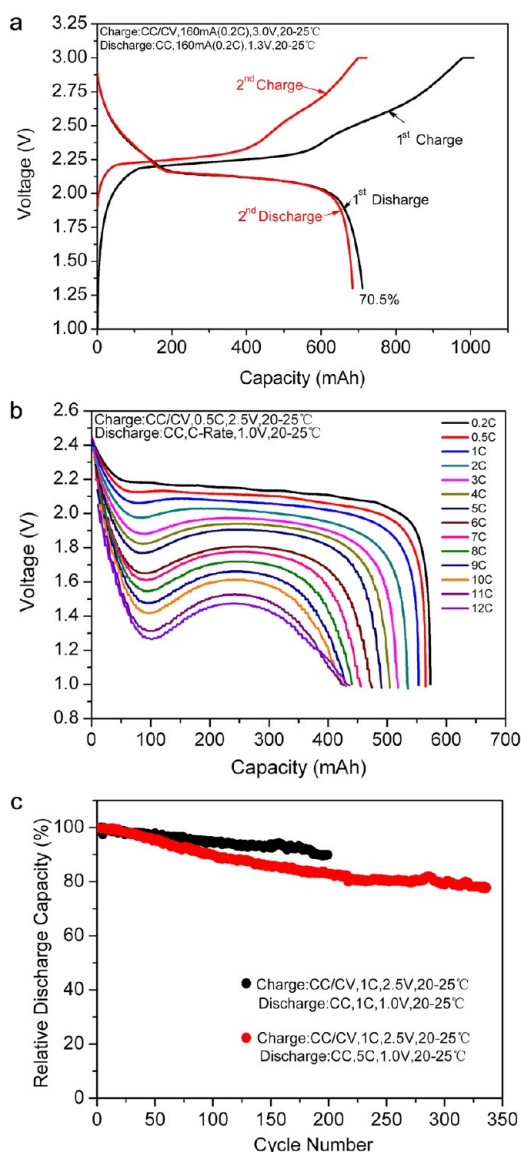 a
Charge:CC/CV,160mA(0.2C),3.0V,20-25℃
Discharge:CC,160mA(0.2C),1.3V,20-25℃
3.00
2.75
2.50
2.25
2.00
1.75
1.50
1.25
1.00
Voltage (V)
2nd Charge
1st Charge
1st Disharge
2nd Discharge
70.5%
0
200
400
600
800
1000
Capacity (mAh)
b
Charge:CC/CV,0.5C,2.5V,20-25℃
Discharge:CC,C-Rate,1.0V,20-25℃
2.6
2.4
2.2
2.0
1.8
1.6
1.4
1.2
1.0
0.8
Voltage (V)
0.2C
0.5C
1C
2C
3C
4C
5C
6C
7C
8C
9C
10C
11C
12C
0
100
200
300
400
500
600
700
Capacity (mAh)
c
100
80
60
40
20
0
Relative Discharge Capacity (%)
Charge:CC/CV,1C,2.5V,20-25℃
Discharge:CC,1C,1.0V,20-25℃
Charge:CC/CV,1C,2.5V,20-25℃
Discharge:CC,5C,1.0V,20-25℃
0
50
100
150
200
250
300
350
Cycle Number